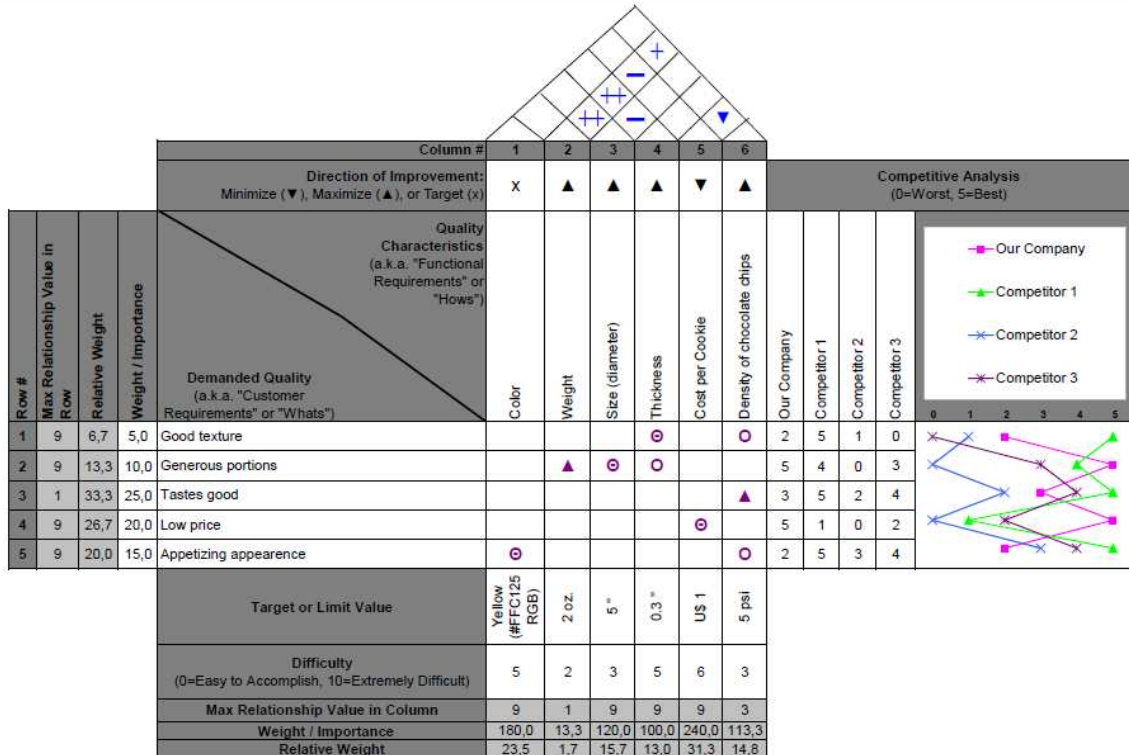 Column # 1 2 3 4 5 6
Direction of Improvement:
Minimize (▼), Maximize (▲), or Target (x)
X ▲ ▲ ▲ ▼ ▲
Competitive Analysis
(0=Worst, 5=Best)
Row #
Max Relationship Value in
Row
Relative Weight
Weight / Importance
Quality
Characteristics
(a.k.a. "Functional
Requirements" or
"Hows")
Demanded Quality
(a.k.a. "Customer
Requirements" or "Whats")
Color
Weight
Size (diameter)
Thickness
Cost per Cookie
Density of chocolate chips
Our Company
Competitor 1
Competitor 2
Competitor 3
Our Company
Competitor 1
Competitor 2
Competitor 3
0 1 2 3 4 5
1 9 6,7 5,0 Good texture 2 5 1 0
2 9 13,3 10,0 Generous portions 5 4 0 3
3 1 33,3 25,0 Tastes good 3 5 2 4
4 9 26,7 20,0 Low price 5 1 0 2
5 9 20,0 15,0 Appetizing appearence 2 5 3 4
Target or Limit Value
Yellow
(#FFC125
RGB)
2 oz.
5 "
0.3 "
U$ 1
5 psi
Difficulty
(0=Easy to Accomplish, 10=Extremely Difficult)
5 2 3 5 6 3
Max Relationship Value in Column 9 1 9 9 9 3
Weight / Importance 180,0 13,3 120,0 100,0 240,0 113,3
Relative Weight 23,5 1,7 15,7 13,0 31,3 14,8